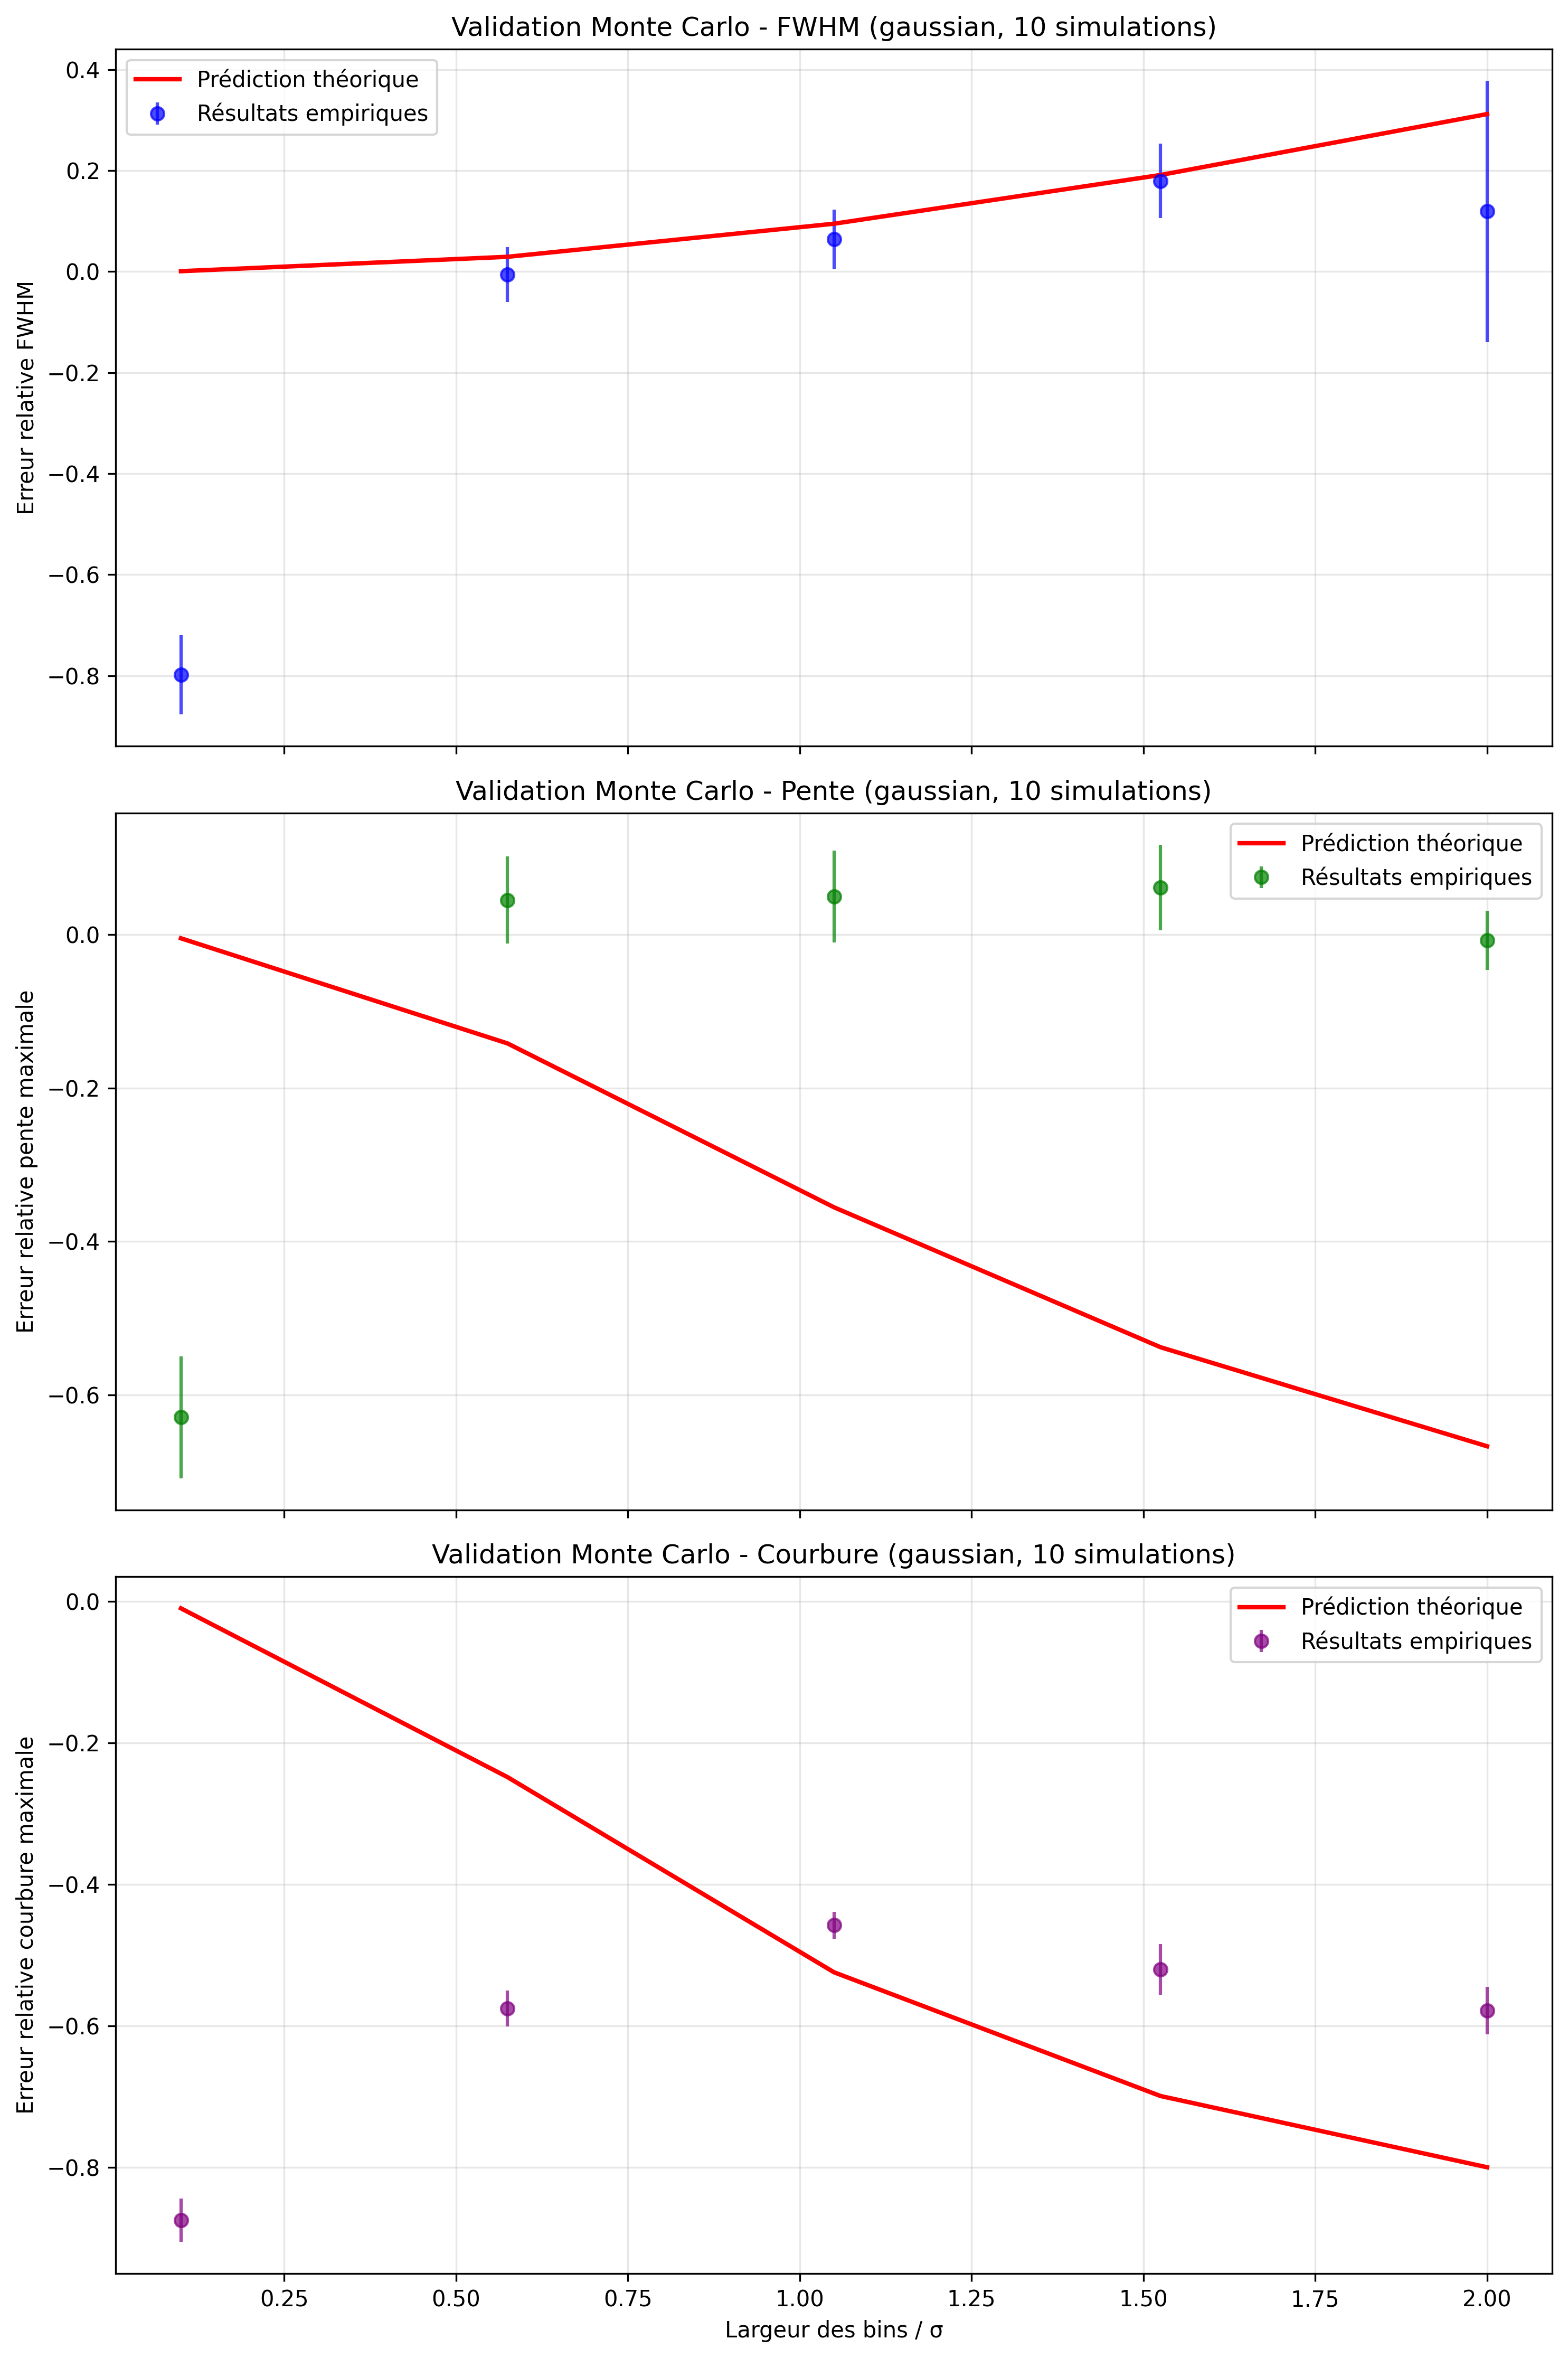 Validation Monte Carlo - FWHM (gaussian, 10 simulations)
Prédiction théorique
Résultats empiriques
0.4
0.2
0.0
−0.2
−0.4
−0.6
−0.8
Erreur relative FWHM
Validation Monte Carlo - Pente (gaussian, 10 simulations)
Prédiction théorique
Résultats empiriques
0.0
−0.2
−0.4
−0.6
Erreur relative pente maximale
Validation Monte Carlo - Courbure (gaussian, 10 simulations)
Prédiction théorique
Résultats empiriques
0.0
−0.2
−0.4
−0.6
−0.8
Erreur relative courbure maximale
0.25 0.50 0.75 1.00 1.25 1.50 1.75 2.00
Largeur des bins / σ